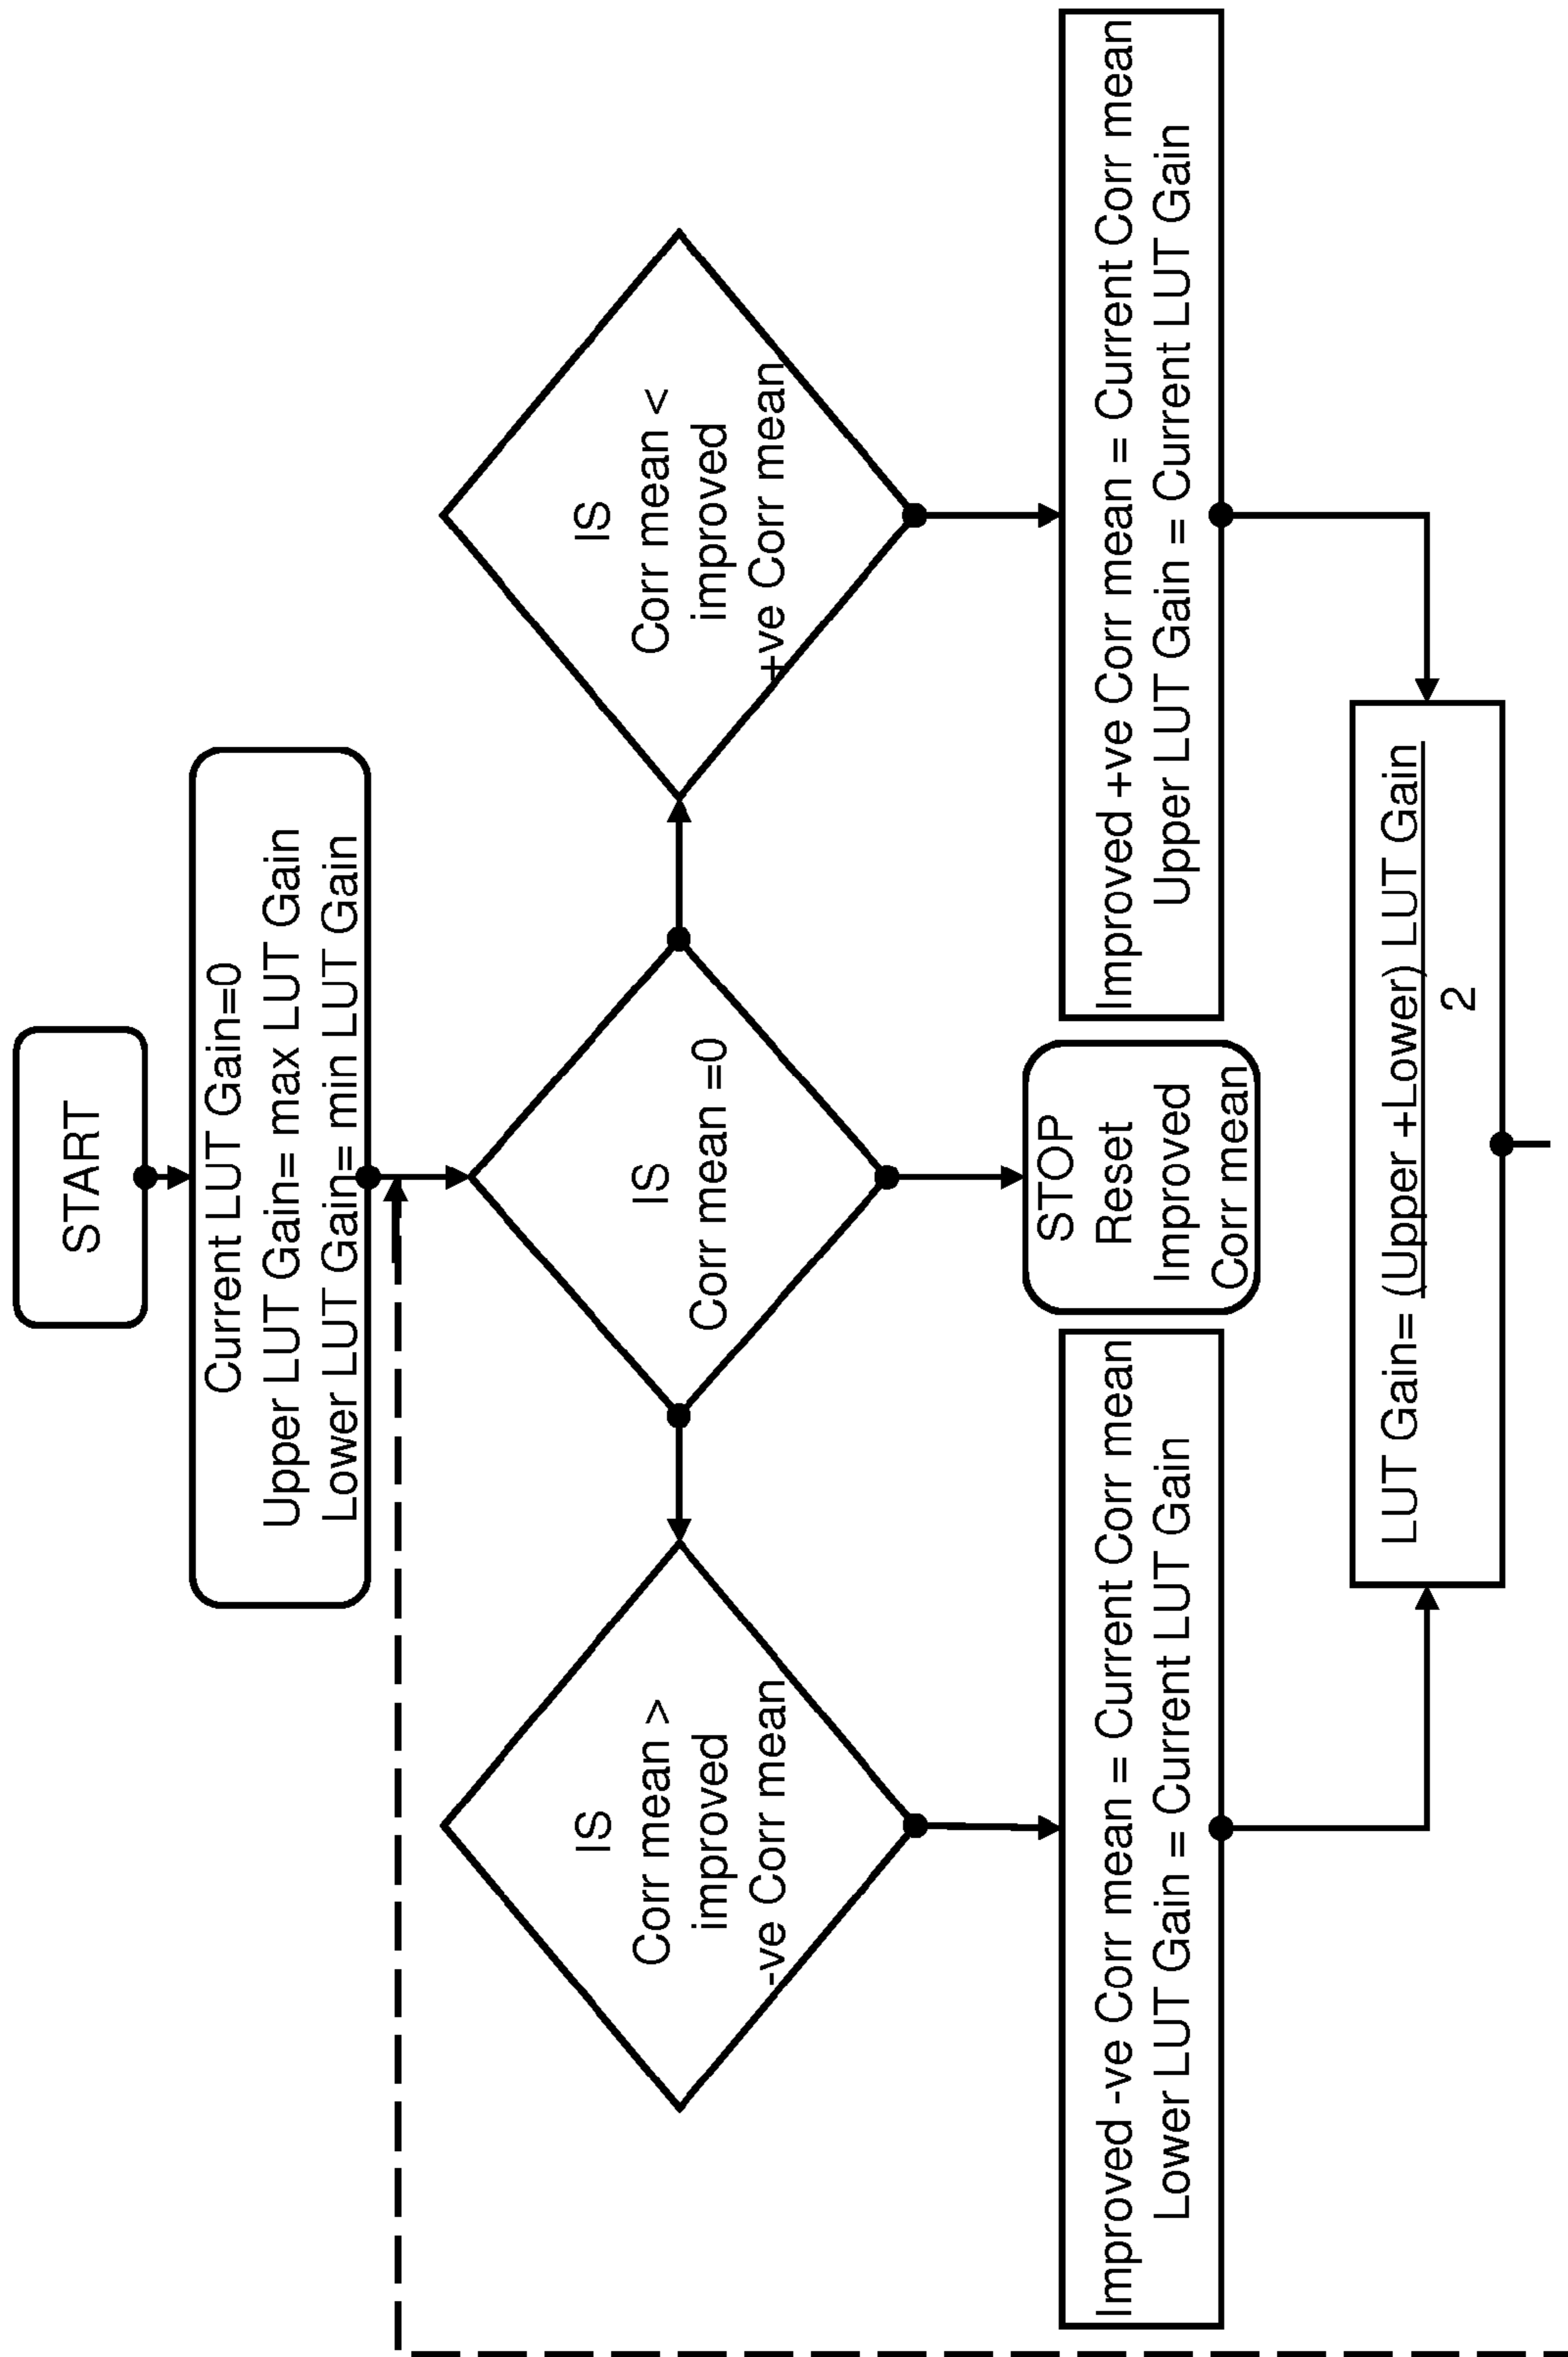 START
Current LUT Gain=0
Upper LUT Gain= max LUT Gain
Lower LUT Gain= min LUT Gain
IS
Corr mean >
improved
-ve Corr mean
IS
Corr mean =0
IS
Corr mean <
improved
+ve Corr mean
Improved -ve Corr mean = Current Corr mean
Lower LUT Gain = Current LUT Gain
STOP
Reset
Improved
Corr mean
Improved +ve Corr mean = Current Corr mean
Upper LUT Gain = Current LUT Gain
LUT Gain= (Upper +Lower) LUT Gain
2